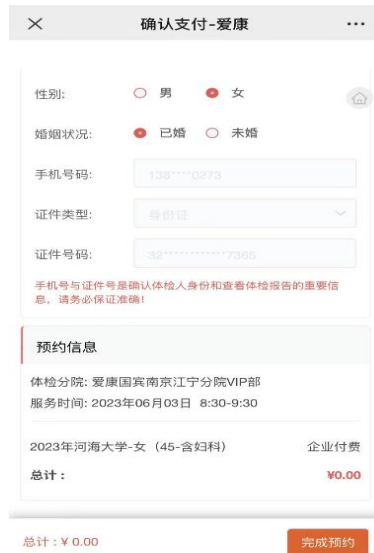 确认支付-爱康
性别: 男 女
婚姻状况: 已婚 未婚
手机号码: 138****0273
证件类型: 身份证
证件号码: 32************7365
手机号与证件号是确认体检人身份和查看体检报告的重要信
息，请务必保证准确!
预约信息
体检分院: 爱康国宾南京江宁分院VIP部
服务时间: 2023年06月03日 8:30-9:30
2023年河海大学-女（45-含妇科） 企业付费
总计： ¥0.00
总计：¥ 0.00 完成预约